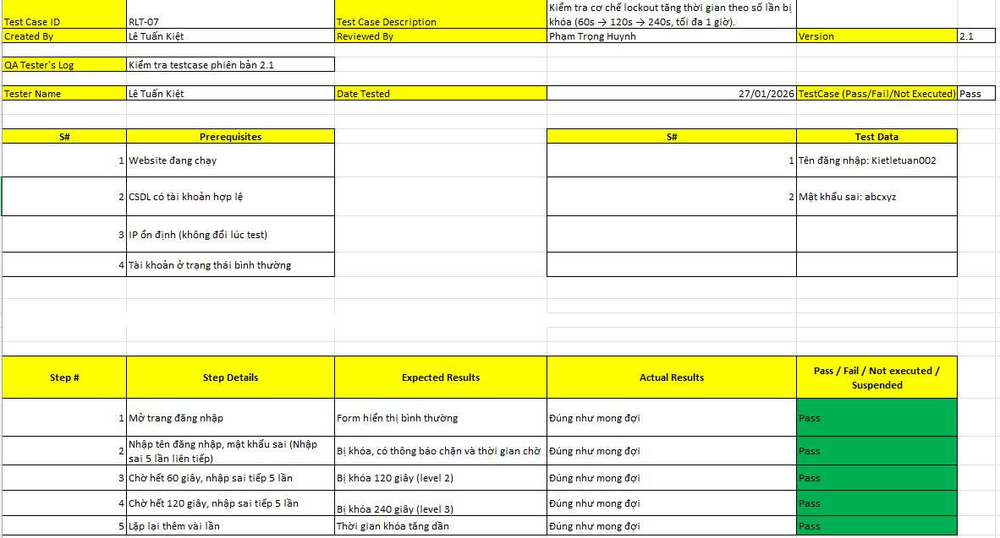 Kiểm tra cơ chế lockout tăng thời gian theo số lần bị
Test Case ID RLT-07 Test Case Description khóa (60s → 120s → 240s, tối đa 1 giờ).
Created By Lê Tuấn Kiệt Reviewed By Phạm Trọng Huynh Version 2.1
QA Tester's Log Kiểm tra testcase phiên bản 2.1
Tester Name Lê Tuấn Kiệt Date Tested 27/01/2026 TestCase (Pass/Fail/Not Executed) Pass
S# Prerequisites S# Test Data
1 Website đang chạy 1 Tên đăng nhập: Kietletuan002
2 CSDL có tài khoản hợp lệ 2 Mật khẩu sai: abcxyz
3 IP ổn định (không đổi lúc test)
4 Tài khoản ở trạng thái bình thường
Step # Step Details Expected Results Actual Results Pass / Fail / Not executed /
Suspended
1 Mở trang đăng nhập Form hiển thị bình thường Đúng như mong đợi Pass
Nhập tên đăng nhập, mật khẩu sai (Nhập
2 sai 5 lần liên tiếp) Bị khóa, có thông báo chặn và thời gian chờ Đúng như mong đợi Pass
3 Chờ hết 60 giây, nhập sai tiếp 5 lần Bị khóa 120 giây (level 2) Đúng như mong đợi Pass
4 Chờ hết 120 giây, nhập sai tiếp 5 lần Bị khóa 240 giây (level 3) Đúng như mong đợi Pass
5 Lặp lại thêm vài lần Thời gian khóa tăng dần Đúng như mong đợi Pass